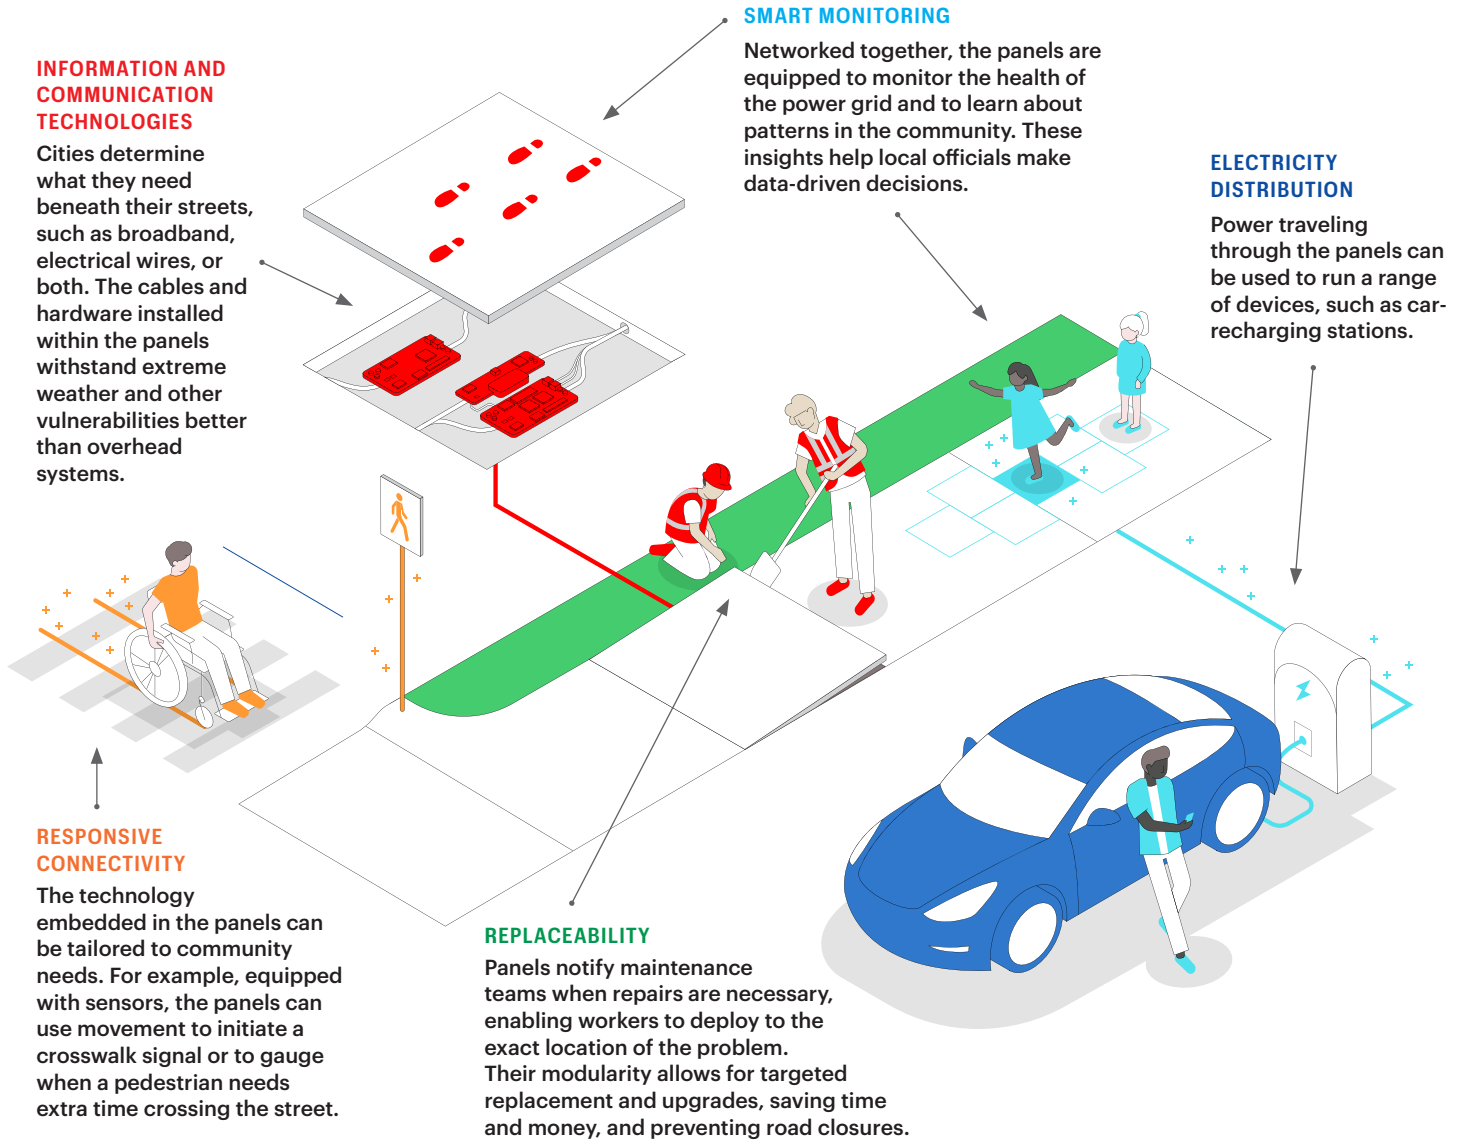 SMART MONITORING
Networked together, the panels are
equipped to monitor the health of
the power grid and to learn about
patterns in the community. These
insights help local officials make
data-driven decisions.
INFORMATION AND
COMMUNICATION
TECHNOLOGIES
Cities determine
what they need
beneath their streets,
such as broadband,
electrical wires, or
both. The cables and
hardware installed
within the panels
withstand extreme
weather and other
vulnerabilities better
than overhead
systems.
ELECTRICITY
DISTRIBUTION
Power traveling
through the panels can
be used to run a range
of devices, such as car-
recharging stations.
RESPONSIVE
CONNECTIVITY
The technology
embedded in the panels can
be tailored to community
needs. For example, equipped
with sensors, the panels can
use movement to initiate a
crosswalk signal or to gauge
when a pedestrian needs
extra time crossing the street.
REPLACEABILITY
Panels notify maintenance
teams when repairs are necessary,
enabling workers to deploy to the
exact location of the problem.
Their modularity allows for targeted
replacement and upgrades, saving time
and money, and preventing road closures.